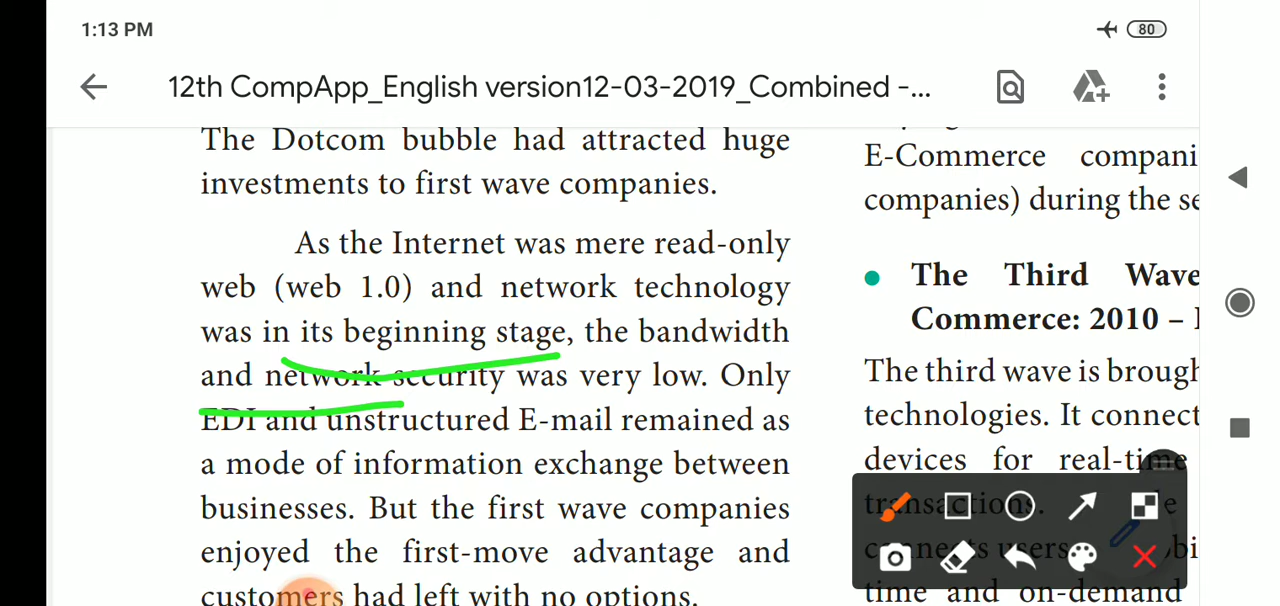 1:13 PM
80
12th CompApp_English version12-03-2019_Combined -...
The Dotcom bubble had attracted huge
investments to first wave companies.
As the Internet was mere read-only
web (web 1.0) and network technology
was in its beginning stage, the bandwidth
and network security was very low. Only
EDI and unstructured E-mail remained as
a mode of information exchange between
businesses. But the first wave companies
enjoyed the first-move advantage and
customers had left with no options.
E-Commerce compani
companies) during the se
The Third Wave
Commerce: 2010 –
The third wave is brough
technologies. It connect
devices for real-time
transactions.
connects users
time and on-demand